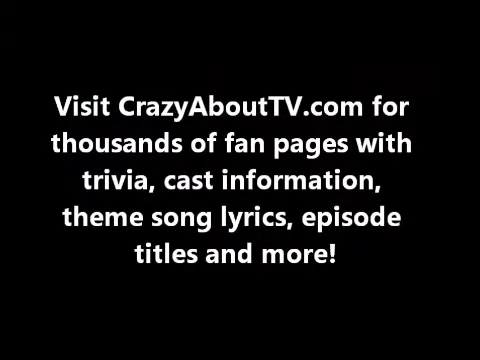 Visit CrazyAboutTV.com for
thousands of fan pages with
trivia, cast information,
theme song lyrics, episode
titles and more!